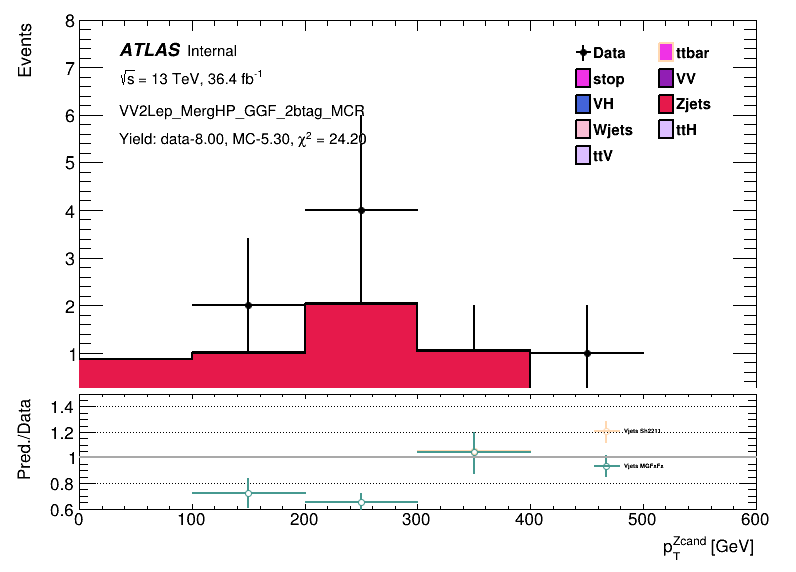 Events
8
7
6
5
4
3
2
1
ATLAS Internal
√s = 13 TeV, 36.4 fb-1
VV2Lep_MergHP_GGF_2btag_MCR
Yield: data-8.00, MC-5.30, χ2 = 24.20
Data
ttbar
stop
VV
VH
Zjets
Wjets
ttH
ttV
Pred./Data
1.4
1.2
1
0.8
0.6
Vjets Sh2211
Vjets MGFxFx
0 100 200 300 400 500 600
pTZcand [GeV]